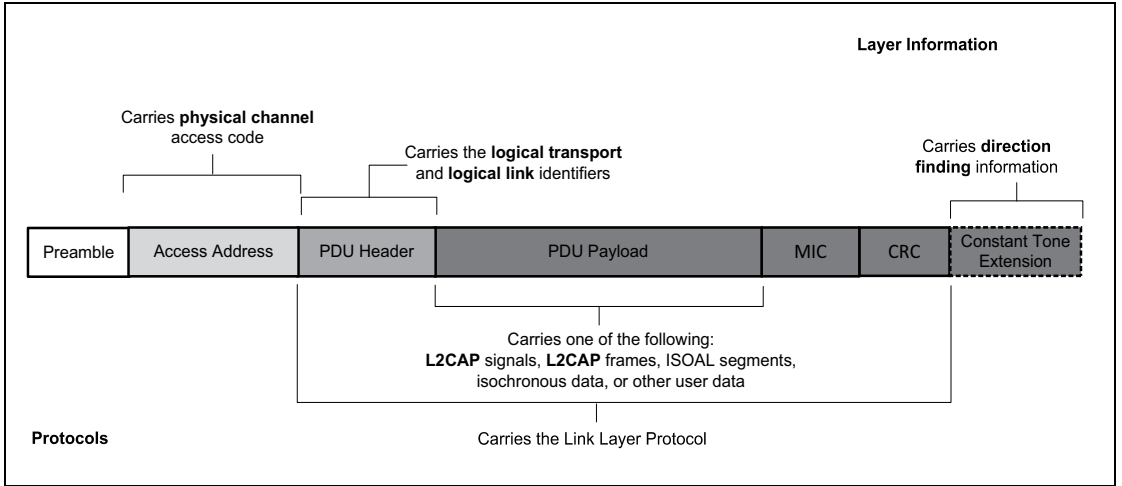 Layer Information
Carries physical channel
access code
Carries the logical transport
and logical link identifiers
Carries direction
finding information
Preamble
Access Address
PDU Header
PDU Payload
MIC
CRC
Constant Tone
Extension
Carries one of the following:
L2CAP signals, L2CAP frames, ISOAL segments,
isochronous data, or other user data
Protocols
Carries the Link Layer Protocol